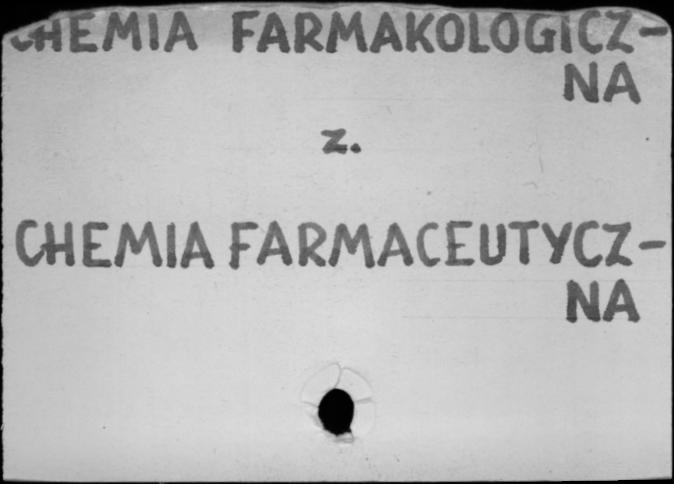 CHEMIA FARMAKOLOGICZ-
NA
z.
CHEMIA FARMACEUTYCZ-
NA